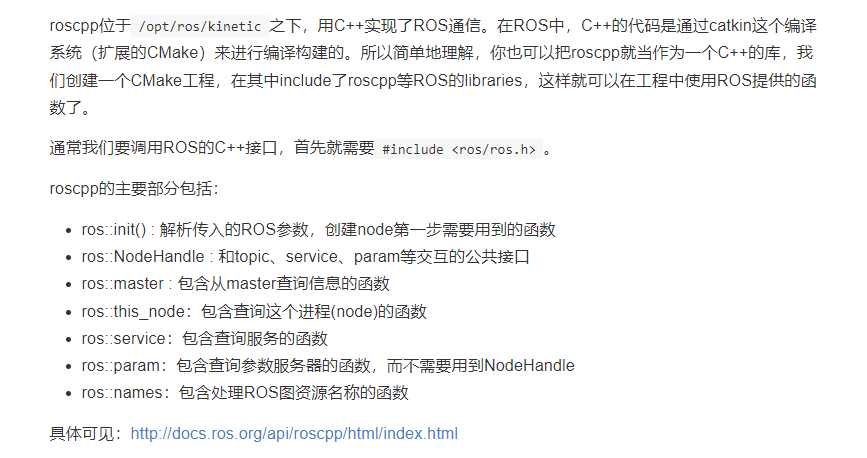 roscpp位于 /opt/ros/kinetic 之下，用C++实现了ROS通信。在ROS中，C++的代码是通过catkin这个编译
系统（扩展的CMake）来进行编译构建的。所以简单地理解，你也可以把roscpp就当作为一个C++的库，我
们创建一个CMake工程，在其中include了roscpp等ROS的libraries，这样就可以在工程中使用ROS提供的函
数了。
通常我们要调用ROS的C++接口，首先就需要 #include <ros/ros.h> 。
roscpp的主要部分包括：
• ros::init() : 解析传入的ROS参数，创建node第一步需要用到的函数
• ros::NodeHandle : 和topic、service、param等交互的公共接口
• ros::master : 包含从master查询信息的函数
• ros::this_node：包含查询这个进程(node)的函数
• ros::service：包含查询服务的函数
• ros::param：包含查询参数服务器的函数，而不需要用到NodeHandle
• ros::names：包含处理ROS图资源名称的函数
具体可见：http://docs.ros.org/api/roscpp/html/index.html